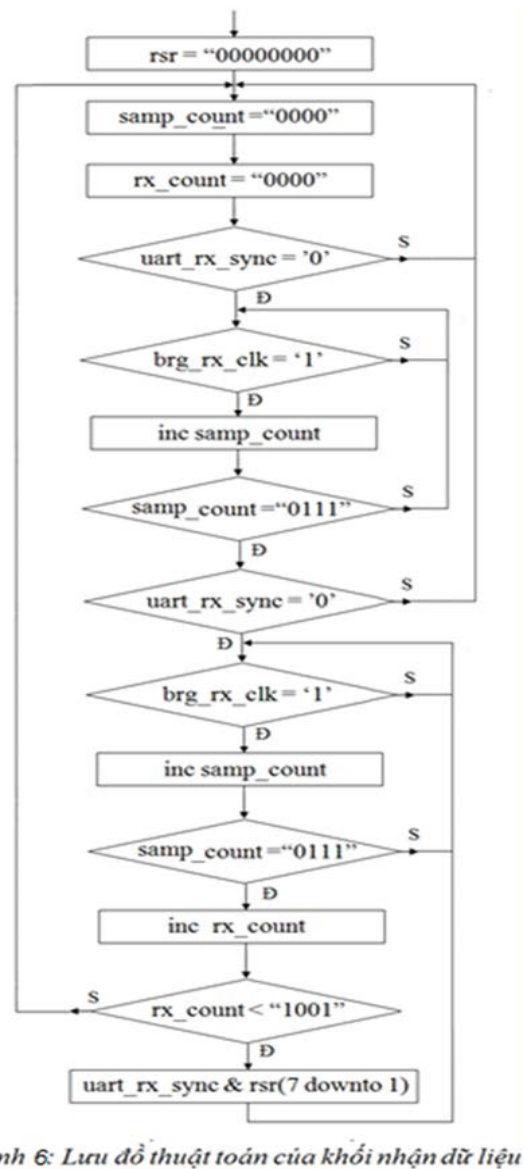 rsr = “00000000”
samp_count =“0000”
rx_count = “0000”
uart_rx_sync = ’0’
S
Đ
brg_rx_clk = ‘1’
S
Đ
inc samp_count
samp_count =“0111”
S
Đ
uart_rx_sync = ’0’
S
Đ
brg_rx_clk = ‘1’
S
Đ
inc samp_count
samp_count =“0111”
S
Đ
inc rx_count
S
rx_count < “1001”
Đ
uart_rx_sync & rsr(7 downto 1)
nh 6: Lưu đồ thuật toán của khối nhận dữ liệu